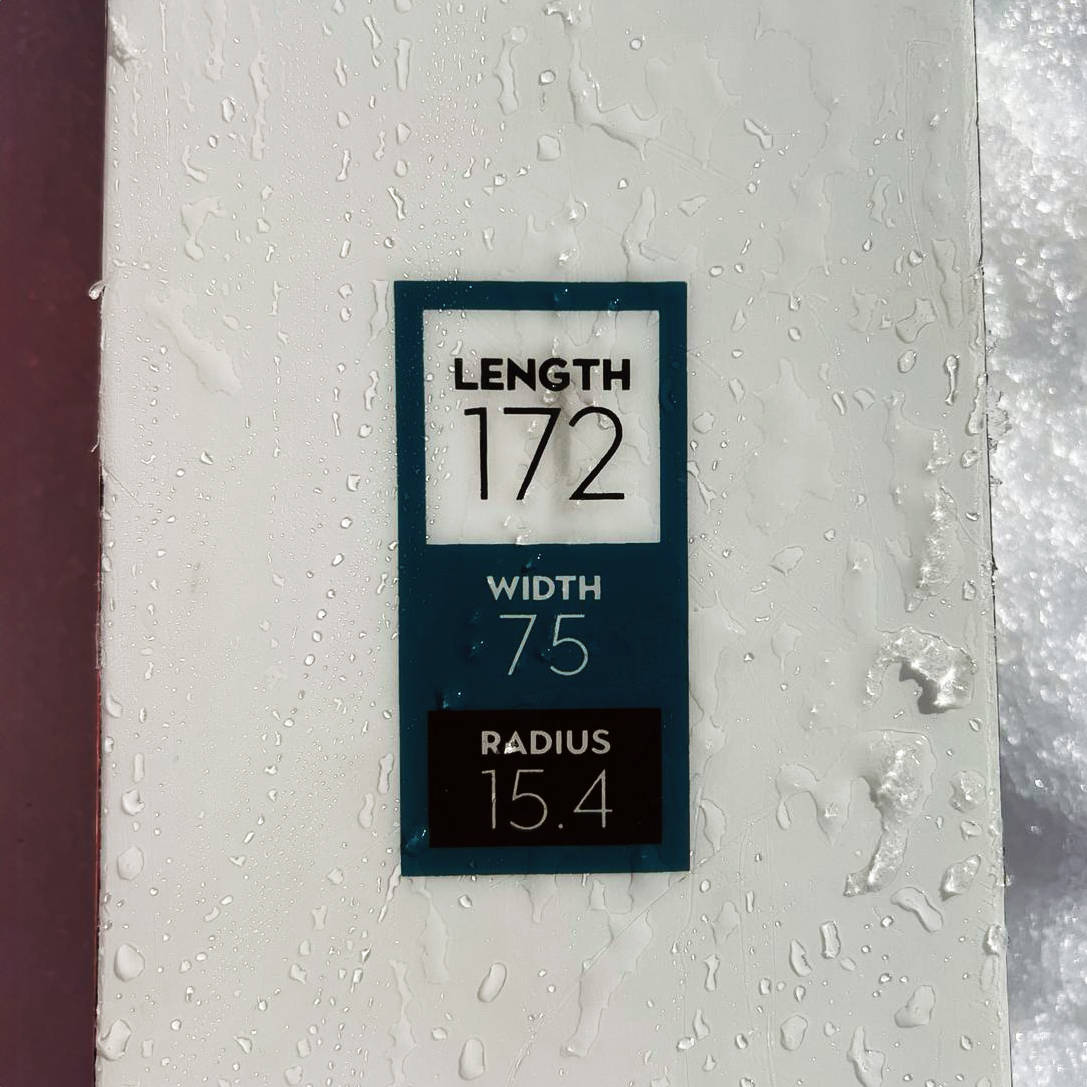 LENGTH
172
WIDTH
75
RADIUS
15.4